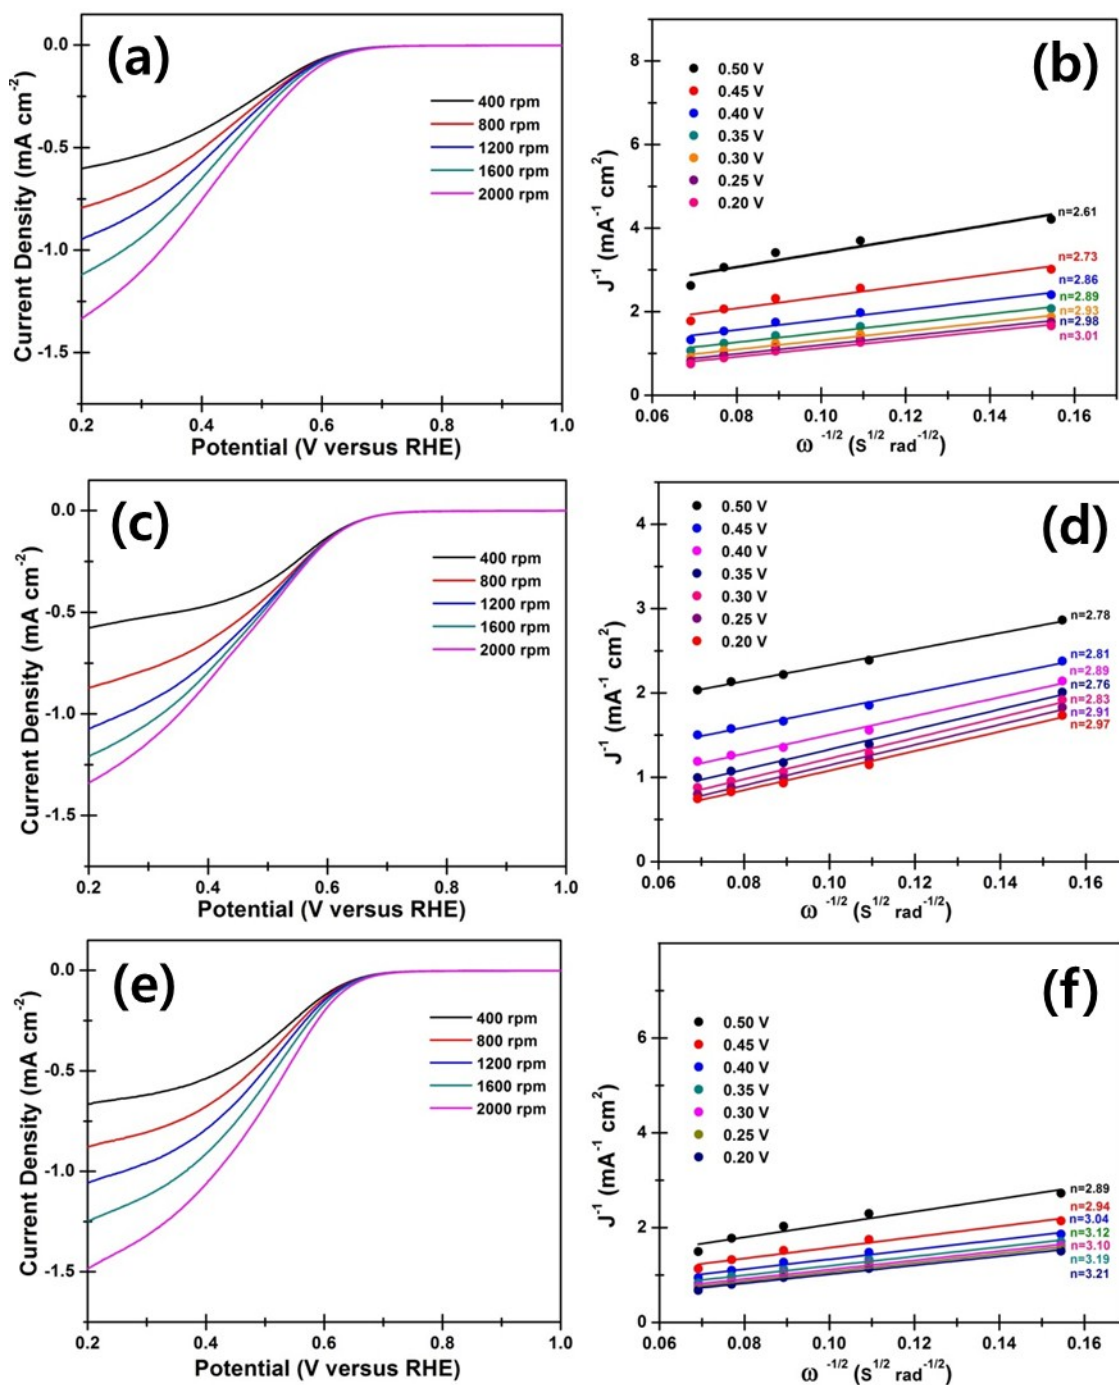 (a)
0.0
-0.5
-1.0
-1.5
Current Density (mA cm-2)
400 rpm
800 rpm
1200 rpm
1600 rpm
2000 rpm
0.2 0.4 0.6 0.8 1.0
Potential (V versus RHE)
(b)
8
6
4
2
0
J-1 (mA-1 cm2)
0.50 V
0.45 V
0.40 V
0.35 V
0.30 V
0.25 V
0.20 V
n=2.61
n=2.73
n=2.86
n=2.89
n=2.93
n=2.98
n=3.01
0.06 0.08 0.10 0.12 0.14 0.16
ω -1/2 (S1/2 rad-1/2)
(c)
0.0
-0.5
-1.0
-1.5
Current Density (mA cm-2)
400 rpm
800 rpm
1200 rpm
1600 rpm
2000 rpm
0.2 0.4 0.6 0.8 1.0
Potential (V versus RHE)
(d)
4
3
2
1
0
J-1 (mA-1 cm2)
0.50 V
0.45 V
0.40 V
0.35 V
0.30 V
0.25 V
0.20 V
n=2.78
n=2.81
n=2.89
n=2.76
n=2.83
n=2.91
n=2.97
0.06 0.08 0.10 0.12 0.14 0.16
ω -1/2 (S1/2 rad-1/2)
(e)
0.0
-0.5
-1.0
-1.5
Current Density (mA cm-2)
400 rpm
800 rpm
1200 rpm
1600 rpm
2000 rpm
0.2 0.4 0.6 0.8 1.0
Potential (V versus RHE)
(f)
6
4
2
0
J-1 (mA-1 cm2)
0.50 V
0.45 V
0.40 V
0.35 V
0.30 V
0.25 V
0.20 V
n=2.89
n=2.94
n=3.04
n=3.12
n=3.10
n=3.19
n=3.21
0.06 0.08 0.10 0.12 0.14 0.16
ω -1/2 (S1/2 rad-1/2)